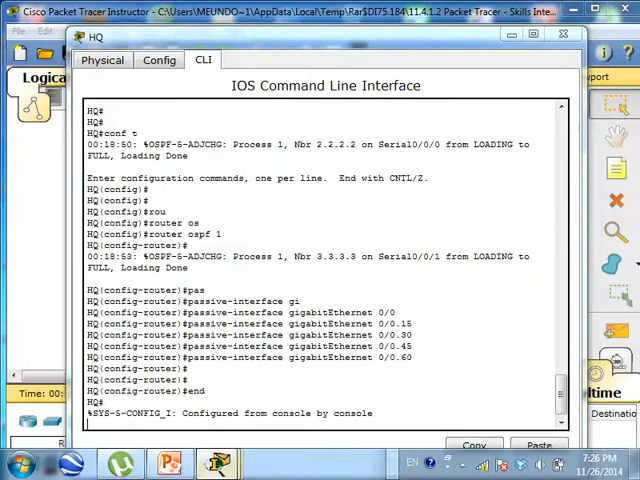 Cisco Packet Tracer Instructor - C:\Users\MEUNDO~1\AppData\Local\Temp\Rar$DI75.184\11.4.1.2 Packet Tracer - Skills Inte...
File
HQ
Logical
Physical
Config
CLI
port
IOS Command Line Interface
HQ#
HQ#
HQ#conf t
00:18:50: %OSPF-5-ADJCHG: Process 1, Nbr 2.2.2.2 on Serial0/0/0 from LOADING to
FULL, Loading Done
Enter configuration commands, one per line.  End with CNTL/Z.
HQ(config)#
HQ(config)#
HQ(config)#rou
HQ(config)#router os
HQ(config)#router ospf 1
HQ(config-router)#
00:18:53: %OSPF-5-ADJCHG: Process 1, Nbr 3.3.3.3 on Serial0/0/1 from LOADING to
FULL, Loading Done
HQ(config-router)#pas
HQ(config-router)#passive-interface gi
HQ(config-router)#passive-interface gigabitEthernet 0/0
HQ(config-router)#passive-interface gigabitEthernet 0/0.15
HQ(config-router)#passive-interface gigabitEthernet 0/0.30
HQ(config-router)#passive-interface gigabitEthernet 0/0.45
HQ(config-router)#passive-interface gigabitEthernet 0/0.60
HQ(config-router)#
HQ(config-router)#
HQ(config-router)#end
HQ#
%SYS-5-CONFIG_I: Configured from console by console
Copy
Paste
Time: 00:
ltime
Destinatio
EN
7:26 PM
11/26/2014